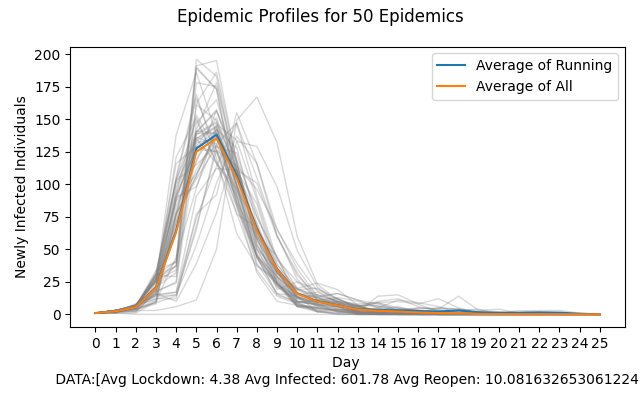 Epidemic Profiles for 50 Epidemics
200
175
150
125
100
75
50
25
0
Newly Infected Individuals
Average of Running
Average of All
0 1 2 3 4 5 6 7 8 9 10 11 12 13 14 15 16 17 18 19 20 21 22 23 24 25
Day
DATA:[Avg Lockdown: 4.38 Avg Infected: 601.78 Avg Reopen: 10.081632653061224